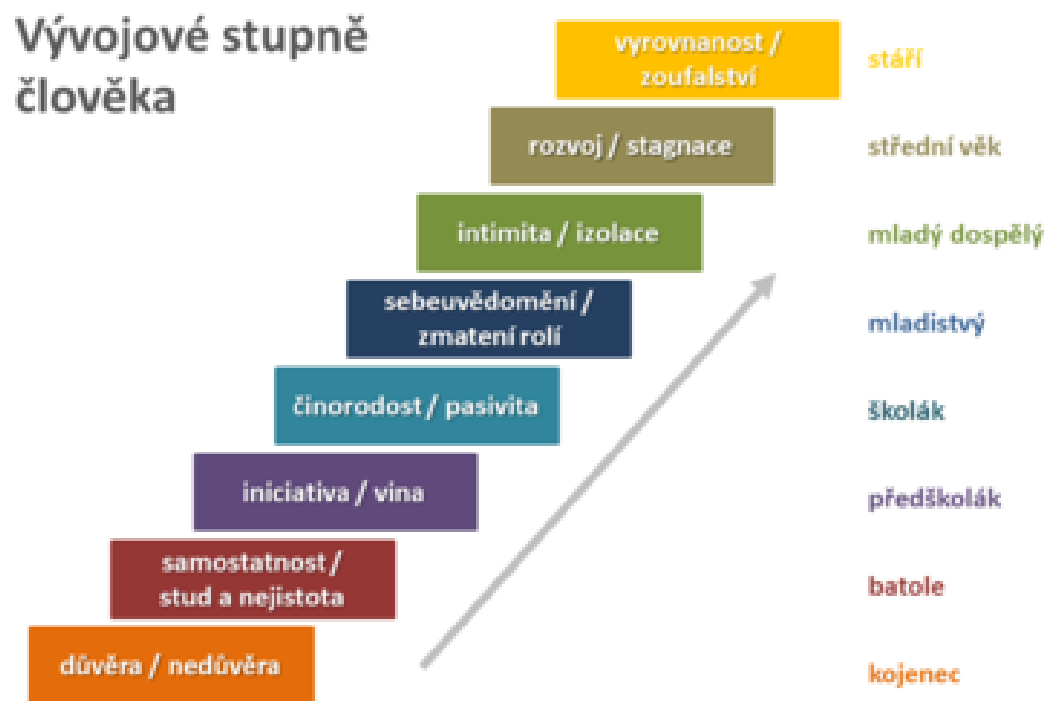 Vývojové stupně
člověka
vyrovnanost /
zoufalství
stáří
rozvoj / stagnace
střední věk
intimita / izolace
mladý dospělý
sebeuvědomění /
zmatení rolí
mladistvý
činorodost / pasivita
školák
iniciativa / vina
předškolák
samostatnost /
stud a nejistota
batole
důvěra / nedůvěra
kojenec